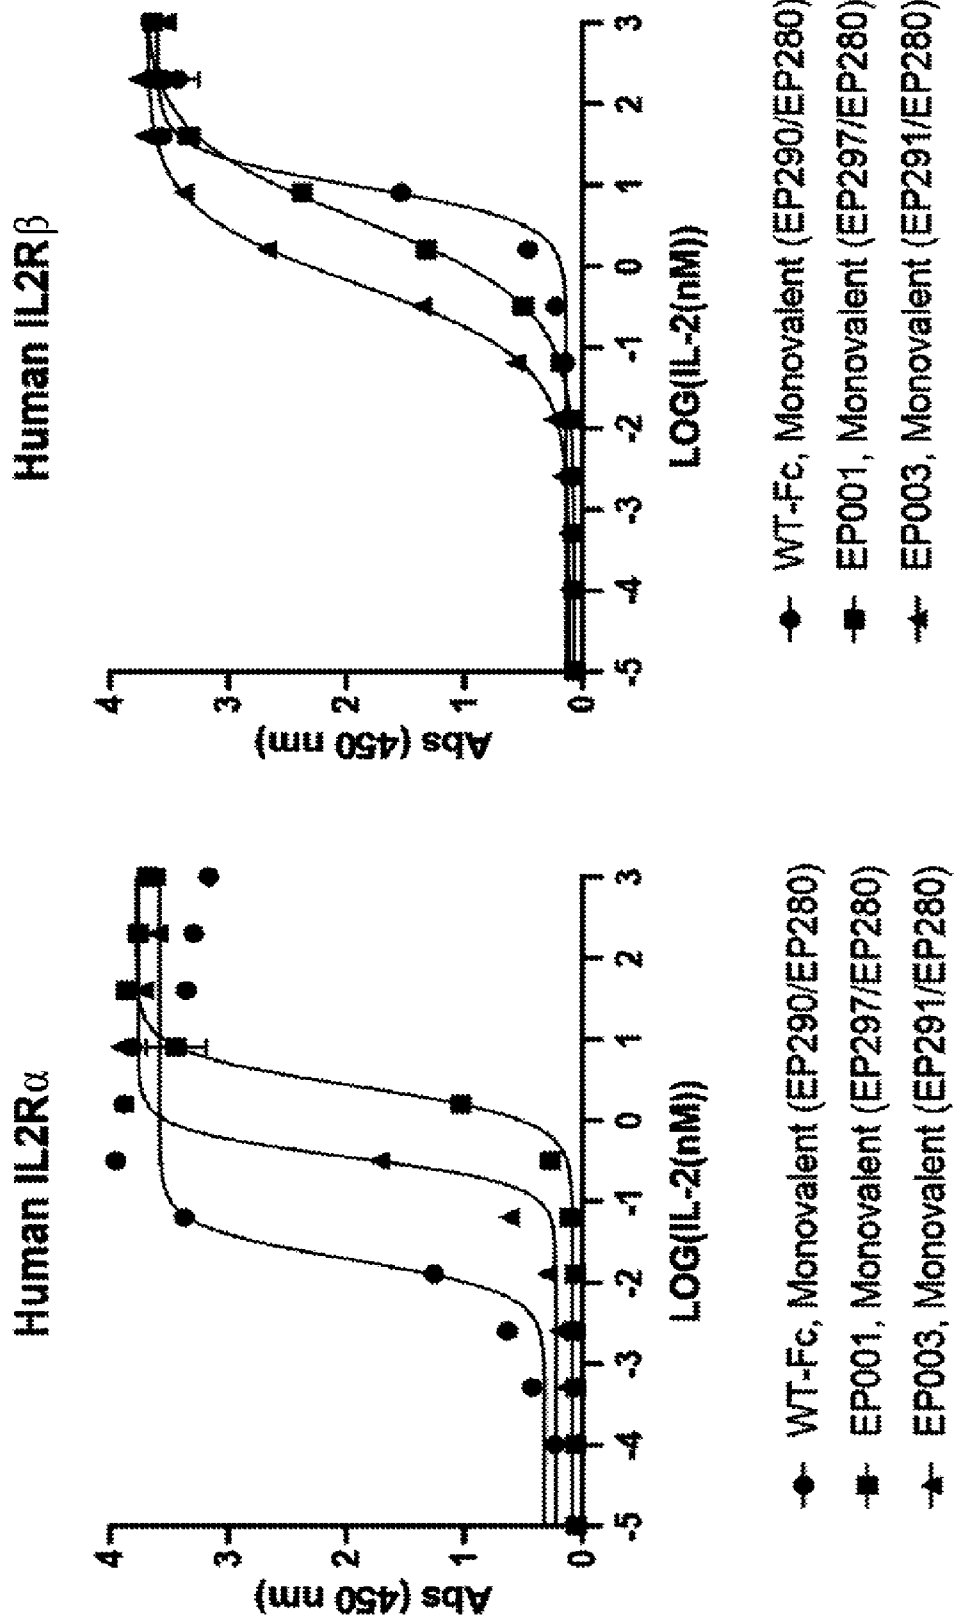 Human IL2Rα
4
3
2
1
0
Abs (450 nm)
-5
-4
-3
-2
-1
0
1
2
3
LOG(IL-2(nM))
WT-Fc, Monovalent (EP290/EP280)
EP001, Monovalent (EP297/EP280)
EP003, Monovalent (EP291/EP280)
Human IL2Rβ
4
3
2
1
0
Abs (450 nm)
-5
-4
-3
-2
-1
0
1
2
3
LOG(IL-2(nM))
WT-Fc, Monovalent (EP290/EP280)
EP001, Monovalent (EP297/EP280)
EP003, Monovalent (EP291/EP280)